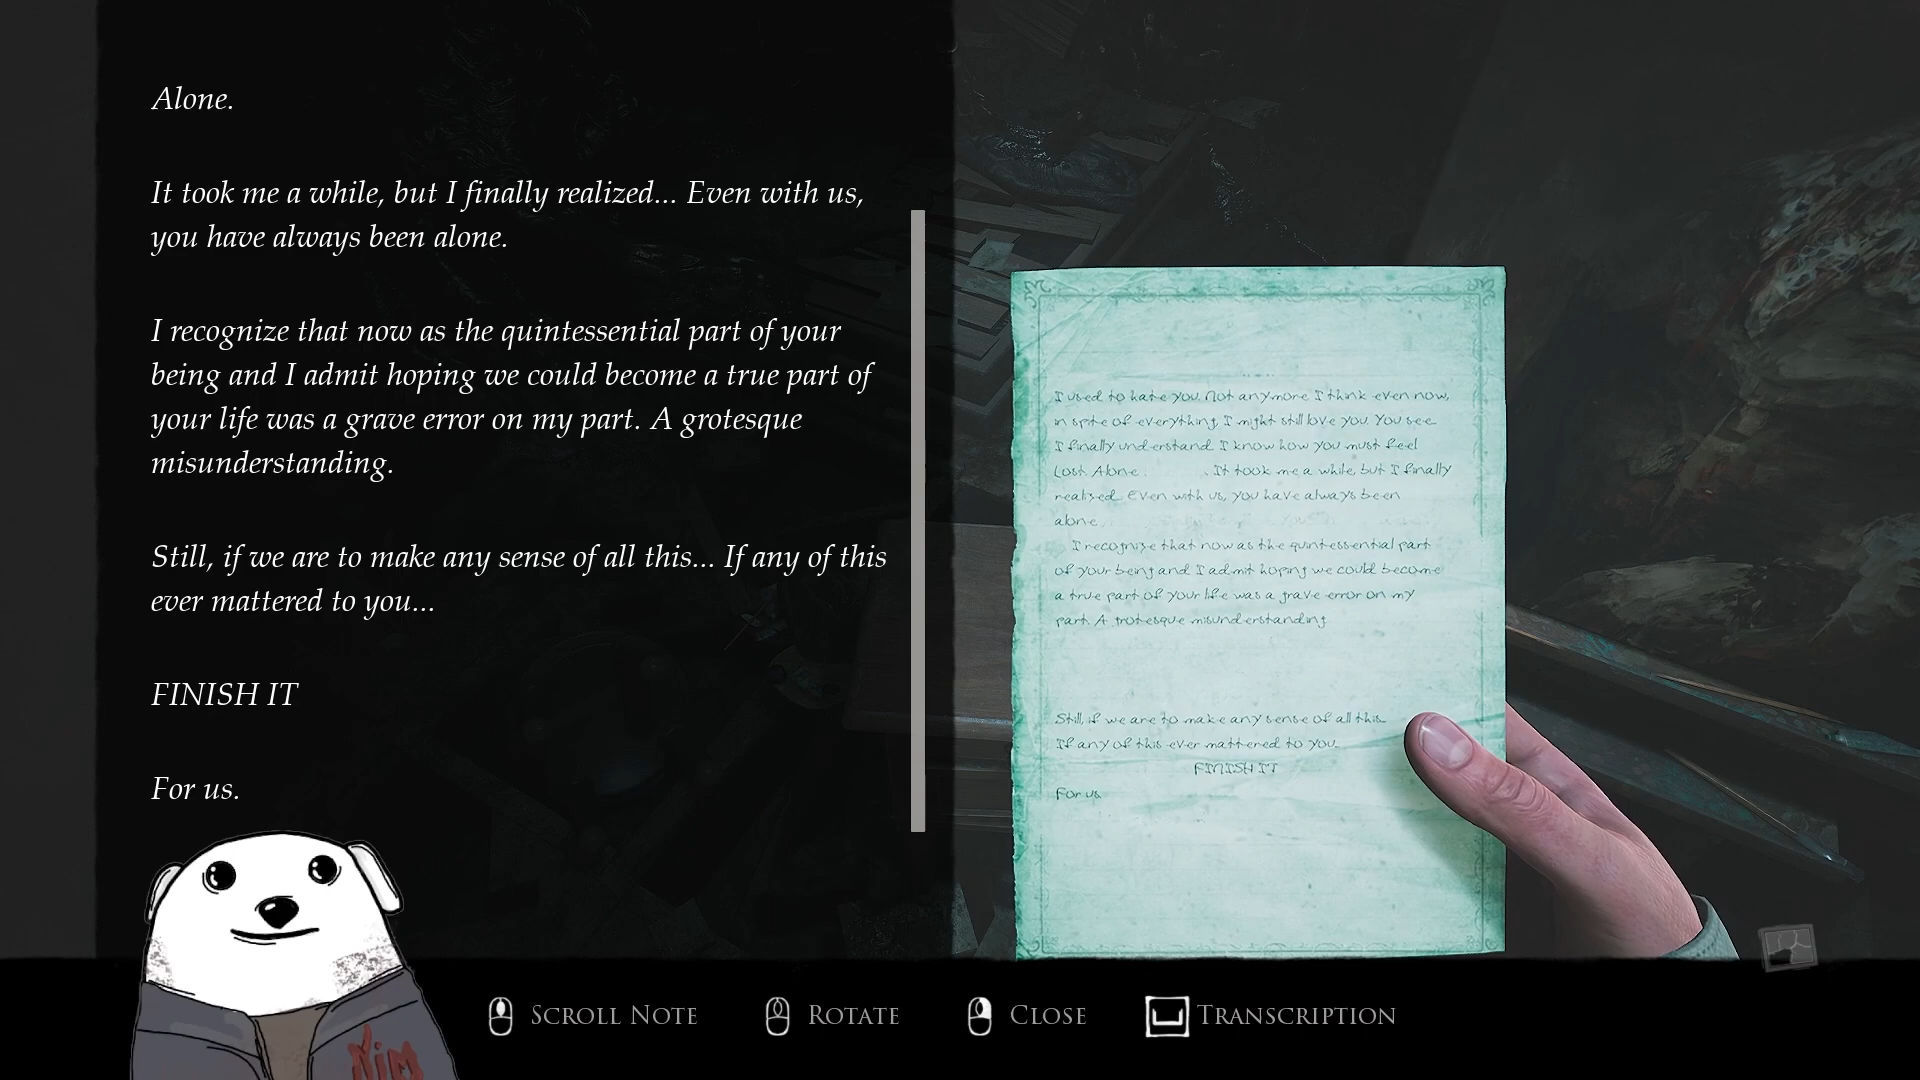 Alone.
It took me a while, but I finally realized... Even with us,
you have always been alone.
I recognize that now as the quintessential part of your
being and I admit hoping we could become a true part of
your life was a grave error on my part. A grotesque
misunderstanding.
Still, if we are to make any sense of all this... If any of this
ever mattered to you...
FINISH IT
For us.
I used to hate you. Not anymore I think even now,
in spite of everything, I might still love you. You see
I finally understand. I know how you must feel
Lost. Alone. It took me a while, but I finally
realized. Even with us, you have always been
alone.
I recognize that now as the quintessential part
of your being and I admit hoping we could become
a true part of your life was a grave error on my
part. A grotesque misunderstanding
Still, if we are to make any sense of all this...
If any of this ever mattered to you...
FINISH IT
For us.
Nim
SCROLL NOTE
ROTATE
CLOSE
TRANSCRIPTION